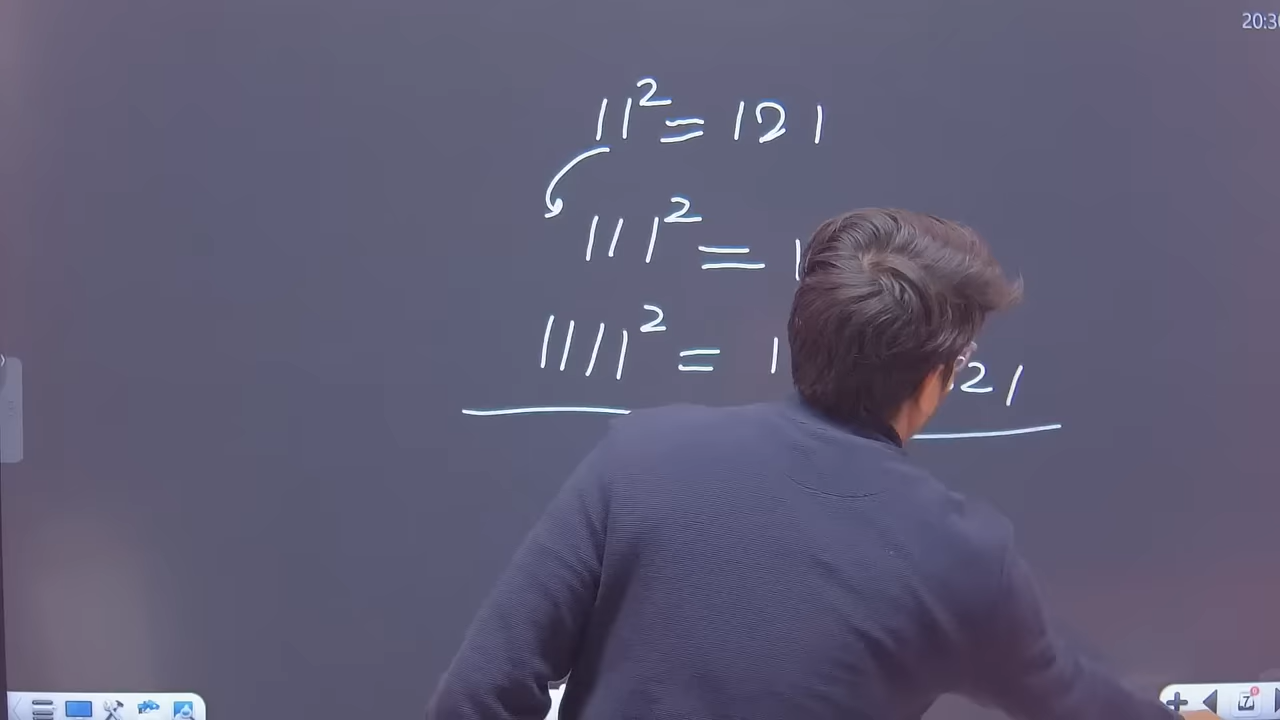 20:30
11² = 121
111² = 1
1111² = 1 21